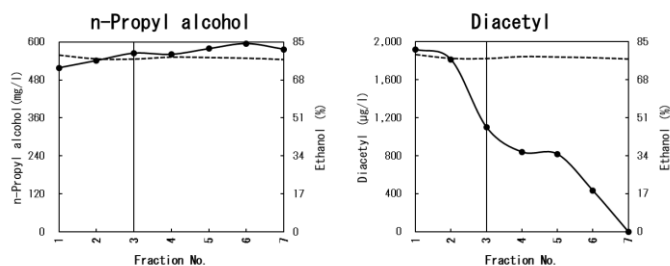 n-Propyl alcohol
n-Propyl alcohol(mg/l)
600
480
360
240
120
0
85
68
51
34
17
0
Ethanol (%)
1 2 3 4 5 6 7
Fraction No.
Diacetyl
Diacetyl (μg/l)
2,000
1,600
1,200
800
400
0
85
68
51
34
17
0
Ethanol (%)
1 2 3 4 5 6 7
Fraction No.